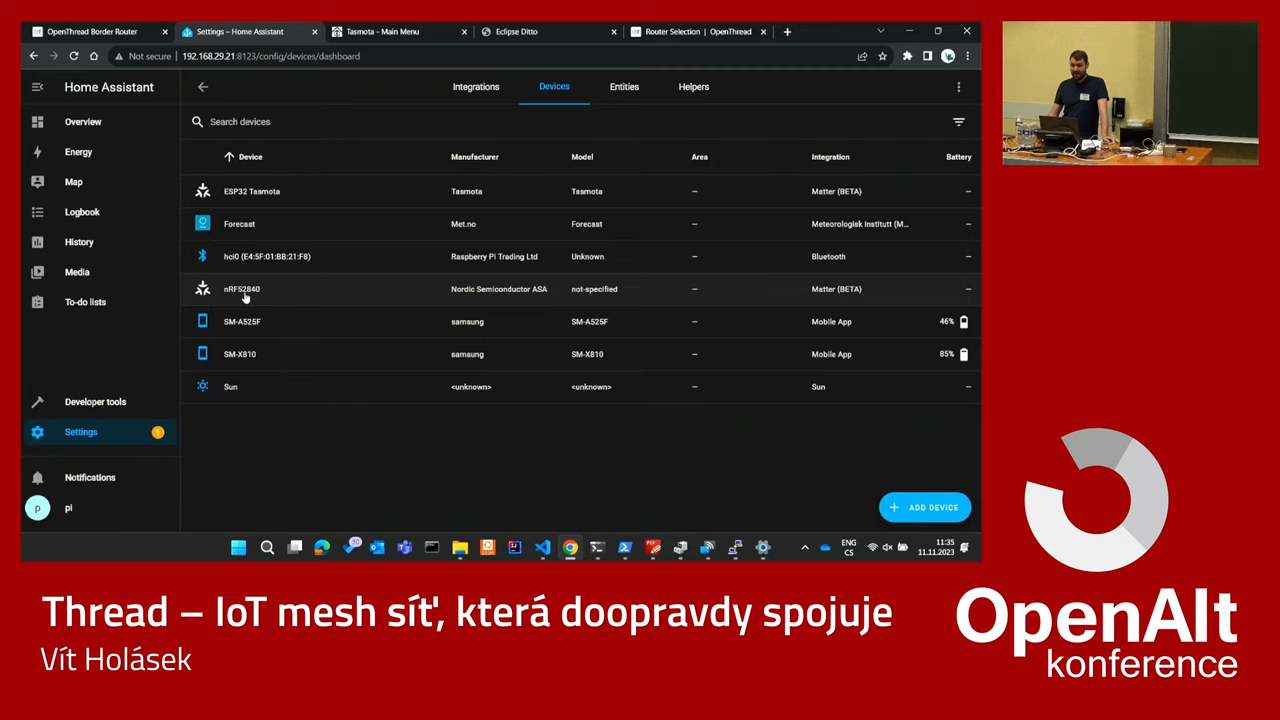 OpenThread Border Router
Settings – Home Assistant
Tasmota - Main Menu
Eclipse Ditto
Router Selection | OpenThread
Not secure
192.168.29.21:8123/config/devices/dashboard
Home Assistant
Integrations
Devices
Entities
Helpers
Overview
Energy
Map
Logbook
History
Media
To-do lists
Developer tools
Settings
1
Notifications
p
pi
Search devices
Device Manufacturer Model Area Integration Battery
ESP32 Tasmota Tasmota Tasmota – Matter (BETA) –
Forecast Met.no Forecast – Meteorologisk institutt (M... –
hci0 (E4:5F:01:BB:21:F8) Raspberry Pi Trading Ltd Unknown – Bluetooth –
nRF52840 Nordic Semiconductor ASA not-specified – Matter (BETA) –
SM-A525F samsung SM-A525F – Mobile App 46%
SM-X810 samsung SM-X810 – Mobile App 85%
Sun <unknown> <unknown> – Sun –
+ ADD DEVICE
30
ENG
CS
11:35
11.11.2023
Thread – IoT mesh síť, která doopravdy spojuje
Vít Holásek
OpenAlt
konference